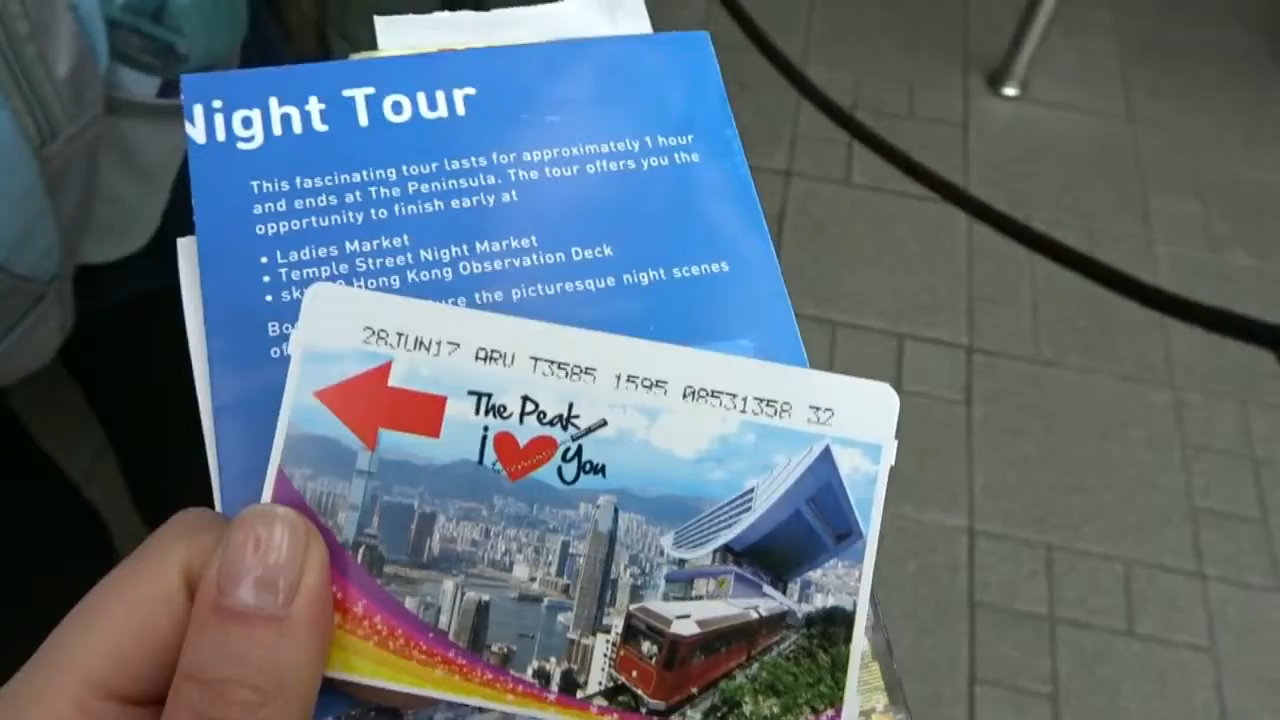 Night Tour
This fascinating tour lasts for approximately 1 hour
and ends at The Peninsula. The tour offers you the
opportunity to finish early at
• Ladies Market
• Temple Street Night Market
• sky Hong Kong Observation Deck
the picturesque night scenes
28JUN17 ARV T3585 1595 08531358 32
The Peak
i ♥ You